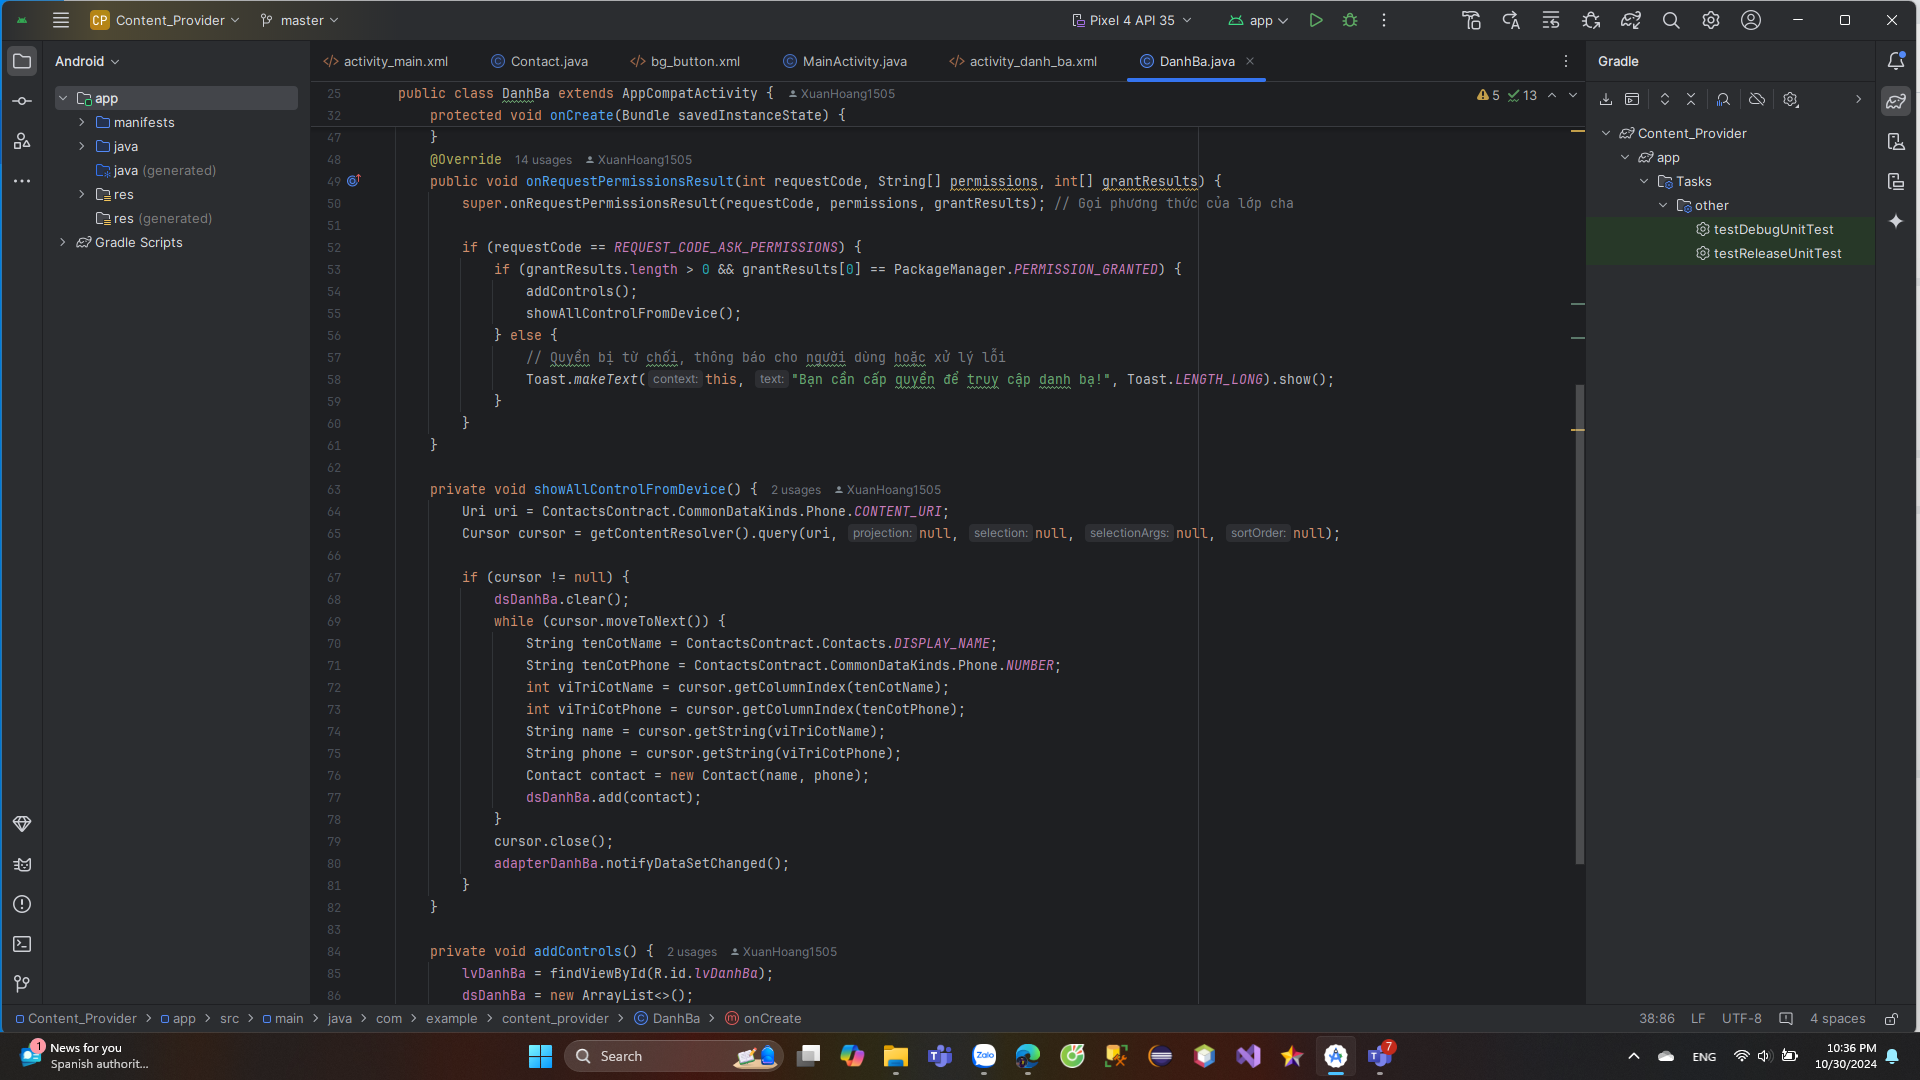 CP Content_Provider master Pixel 4 API 35 app
Android
activity_main.xml Contact.java bg_button.xml MainActivity.java activity_danh_ba.xml DanhBa.java
Gradle
app
manifests
java
java (generated)
res
res (generated)
Gradle Scripts
25 public class DanhBa extends AppCompatActivity { XuanHoang1505
5 13
32 protected void onCreate(Bundle savedInstanceState) {
47 }
48 @Override 14 usages XuanHoang1505
49 public void onRequestPermissionsResult(int requestCode, String[] permissions, int[] grantResults) {
50 super.onRequestPermissionsResult(requestCode, permissions, grantResults); // Gọi phương thức của lớp cha
51
52 if (requestCode == REQUEST_CODE_ASK_PERMISSIONS) {
53 if (grantResults.length > 0 && grantResults[0] == PackageManager.PERMISSION_GRANTED) {
54 addControls();
55 showAllControlFromDevice();
56 } else {
57 // Quyền bị từ chối, thông báo cho người dùng hoặc xử lý lỗi
58 Toast.makeText( context: this, text: "Bạn cần cấp quyền để truy cập danh bạ!", Toast.LENGTH_LONG).show();
59 }
60 }
61 }
62
63 private void showAllControlFromDevice() { 2 usages XuanHoang1505
64 Uri uri = ContactsContract.CommonDataKinds.Phone.CONTENT_URI;
65 Cursor cursor = getContentResolver().query(uri, projection: null, selection: null, selectionArgs: null, sortOrder: null);
66
67 if (cursor != null) {
68 dsDanhBa.clear();
69 while (cursor.moveToNext()) {
70 String tenCotName = ContactsContract.Contacts.DISPLAY_NAME;
71 String tenCotPhone = ContactsContract.CommonDataKinds.Phone.NUMBER;
72 int viTriCotName = cursor.getColumnIndex(tenCotName);
73 int viTriCotPhone = cursor.getColumnIndex(tenCotPhone);
74 String name = cursor.getString(viTriCotName);
75 String phone = cursor.getString(viTriCotPhone);
76 Contact contact = new Contact(name, phone);
77 dsDanhBa.add(contact);
78 }
79 cursor.close();
80 adapterDanhBa.notifyDataSetChanged();
81 }
82 }
83
84 private void addControls() { 2 usages XuanHoang1505
85 lvDanhBa = findViewById(R.id.lvDanhBa);
86 dsDanhBa = new ArrayList<>();
Content_Provider
app
Tasks
other
testDebugUnitTest
testReleaseUnitTest
Content_Provider > app > src > main > java > com > example > content_provider > DanhBa > onCreate
38:86 LF UTF-8 4 spaces
1 News for you
Spanish authorit...
Search
Zalo
7
ENG
10:36 PM
10/30/2024